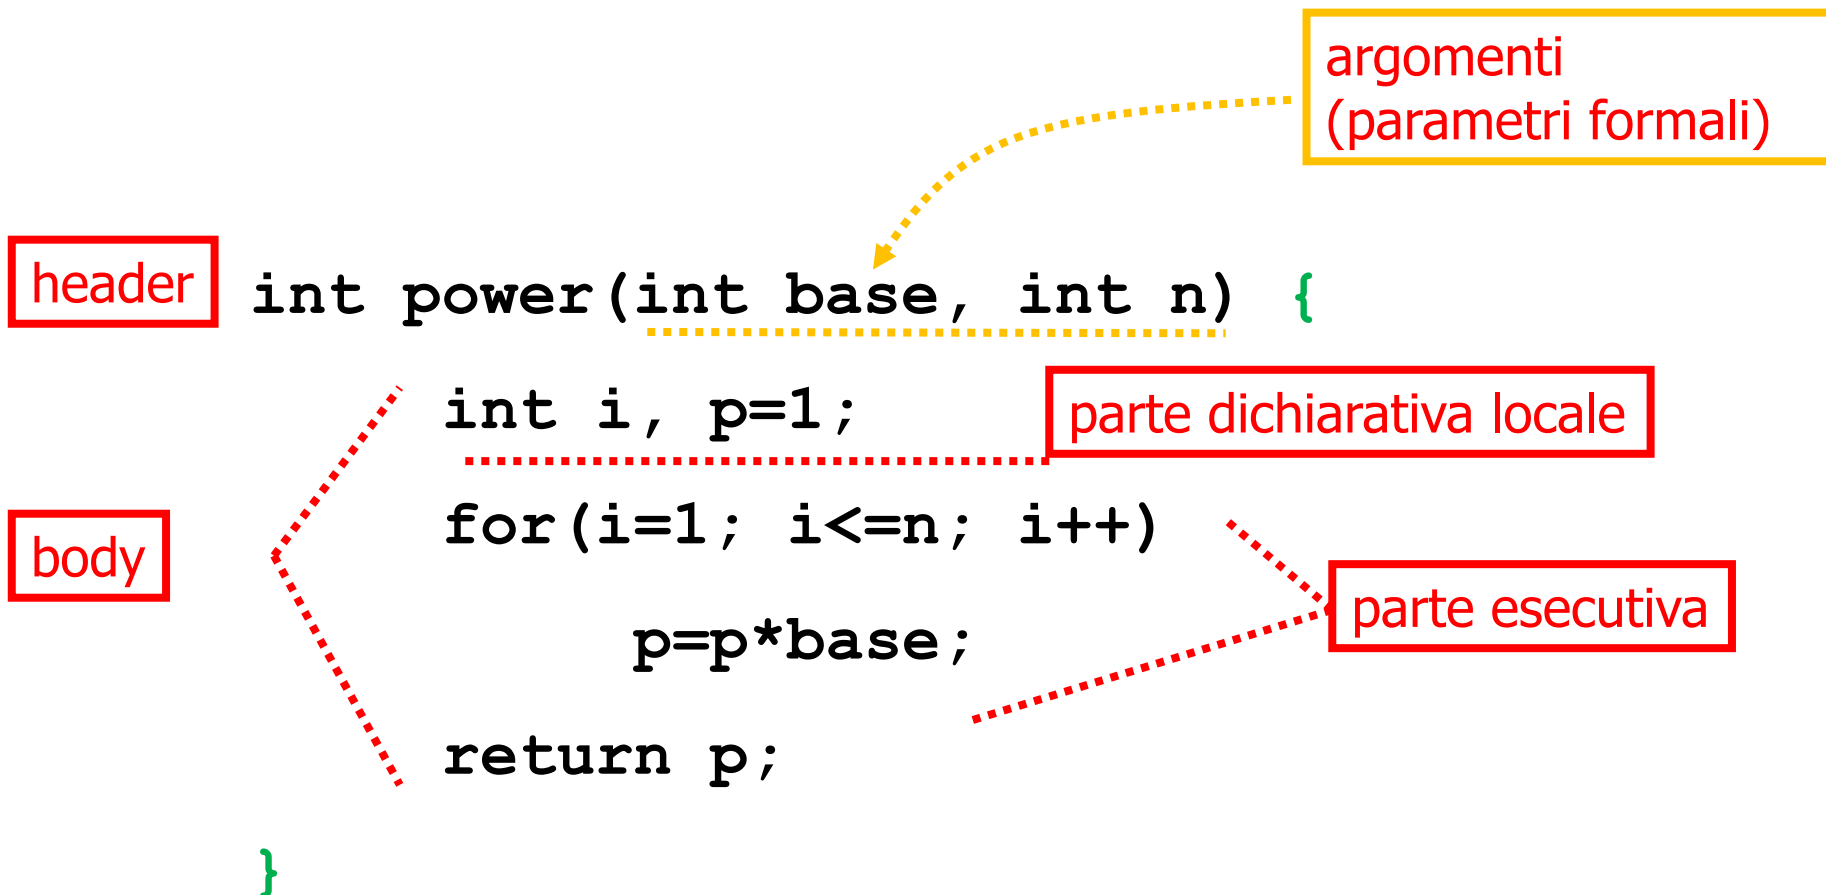 argomenti
(parametri formali)
header
int power(int base, int n) {
int i, p=1;
parte dichiarativa locale
for(i=1; i<=n; i++)
body
parte esecutiva
p=p*base;
return p;
}